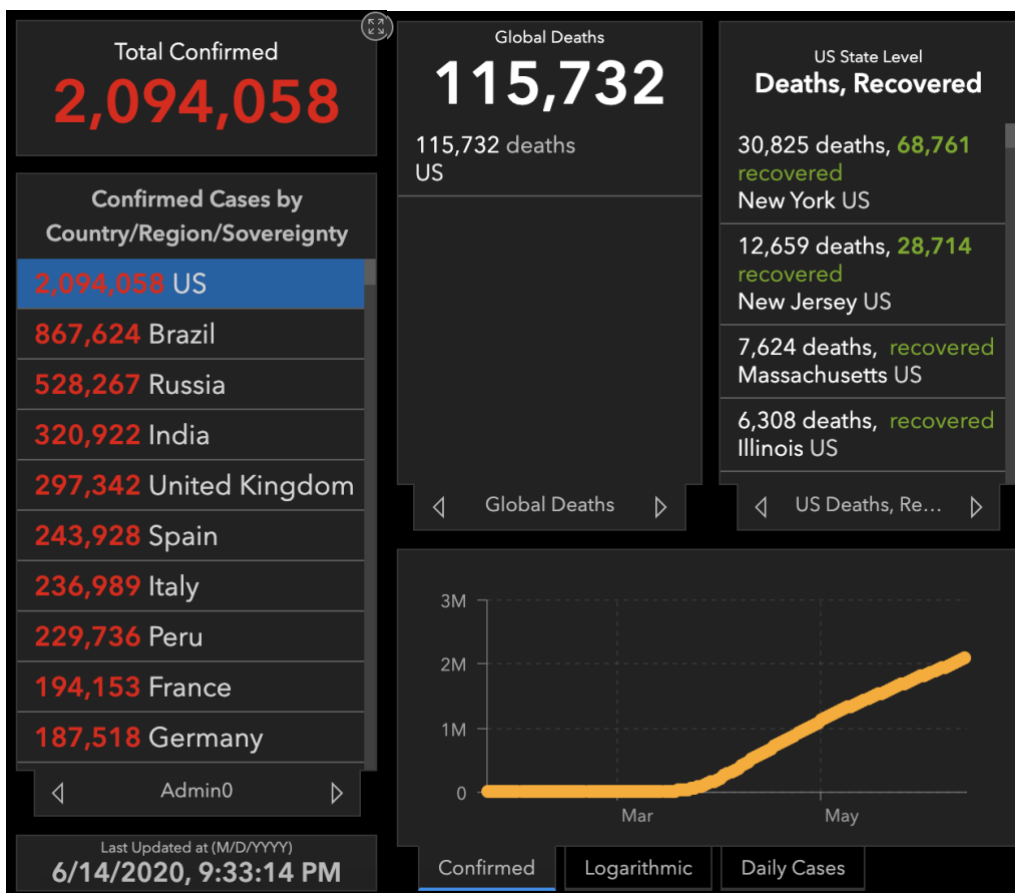 Total Confirmed
2,094,058
Confirmed Cases by
Country/Region/Sovereignty
2,094,058 US
867,624 Brazil
528,267 Russia
320,922 India
297,342 United Kingdom
243,928 Spain
236,989 Italy
229,736 Peru
194,153 France
187,518 Germany
Admin0
Last Updated at (M/D/YYYY)
6/14/2020, 9:33:14 PM
Global Deaths
115,732
115,732 deaths
US
Global Deaths
US State Level
Deaths, Recovered
30,825 deaths, 68,761
recovered
New York US
12,659 deaths, 28,714
recovered
New Jersey US
7,624 deaths, recovered
Massachusetts US
6,308 deaths, recovered
Illinois US
US Deaths, Re...
3M
2M
1M
0
Mar May
Confirmed Logarithmic Daily Cases